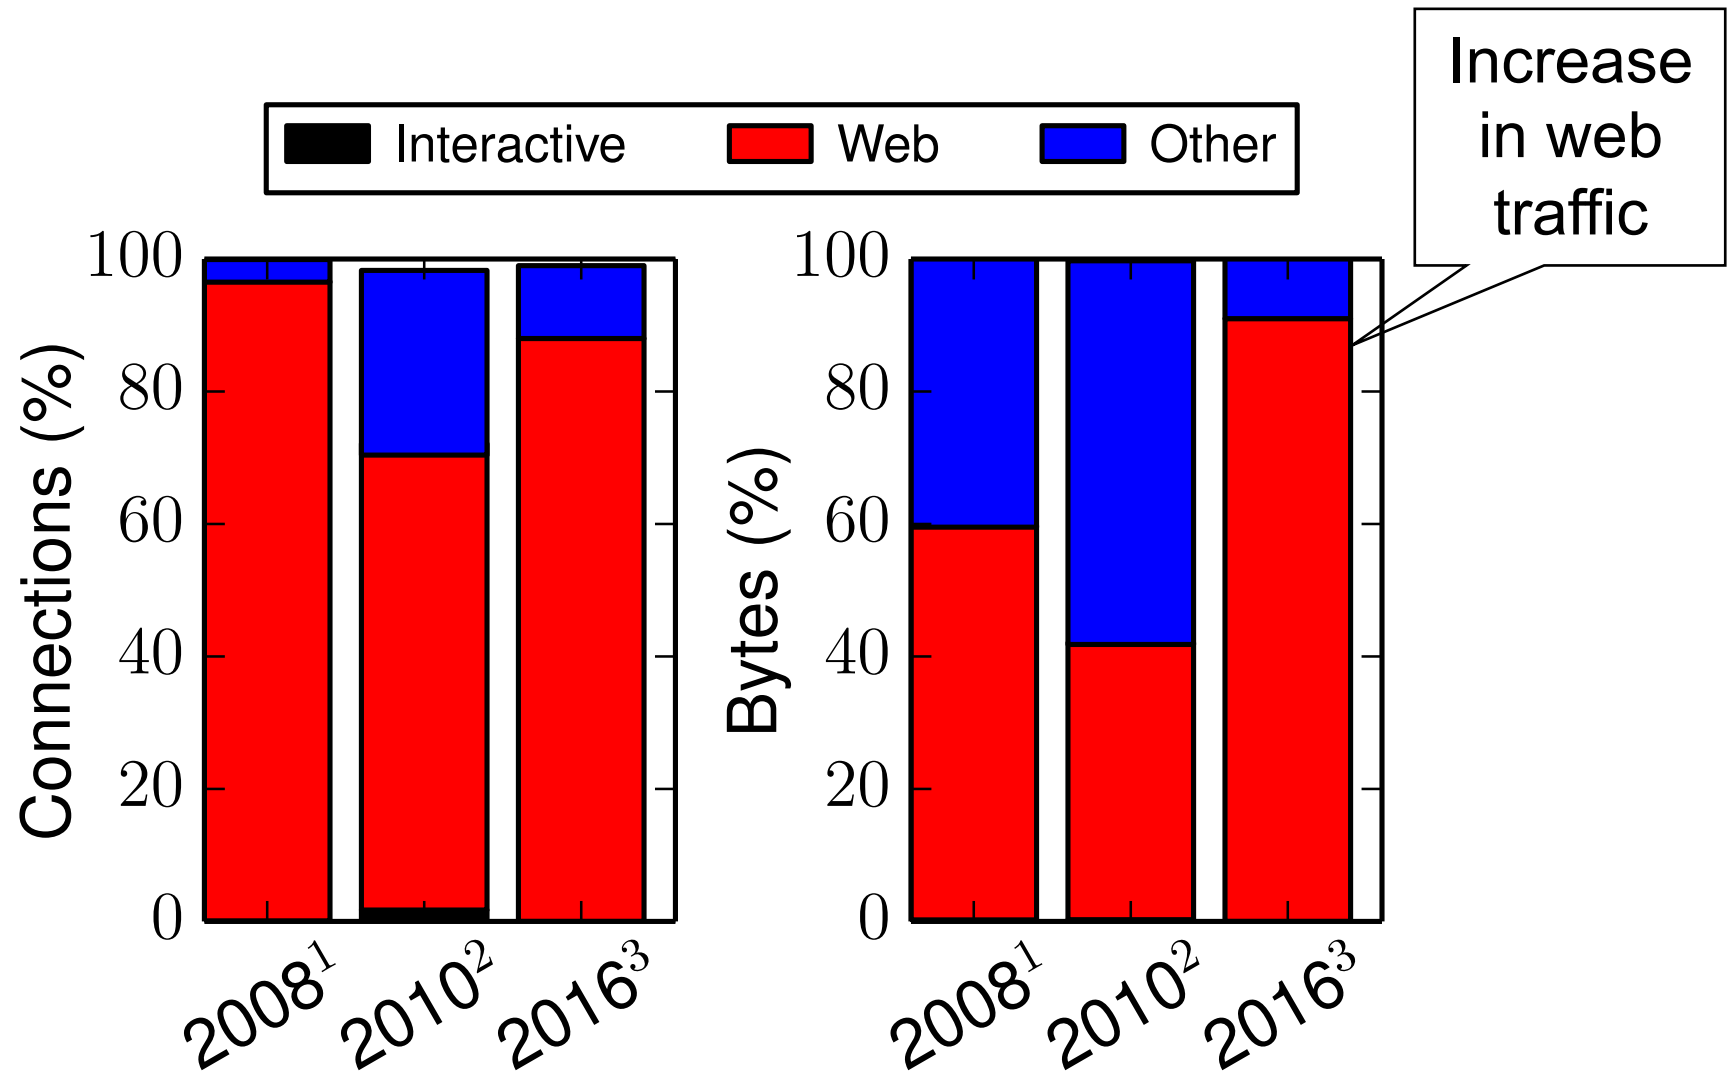 Increase
in web
traffic
Interactive Web Other
100
80
60
40
20
0
Connections (%)
2008¹ 2010² 2016³
100
80
60
40
20
0
Bytes (%)
2008¹ 2010² 2016³